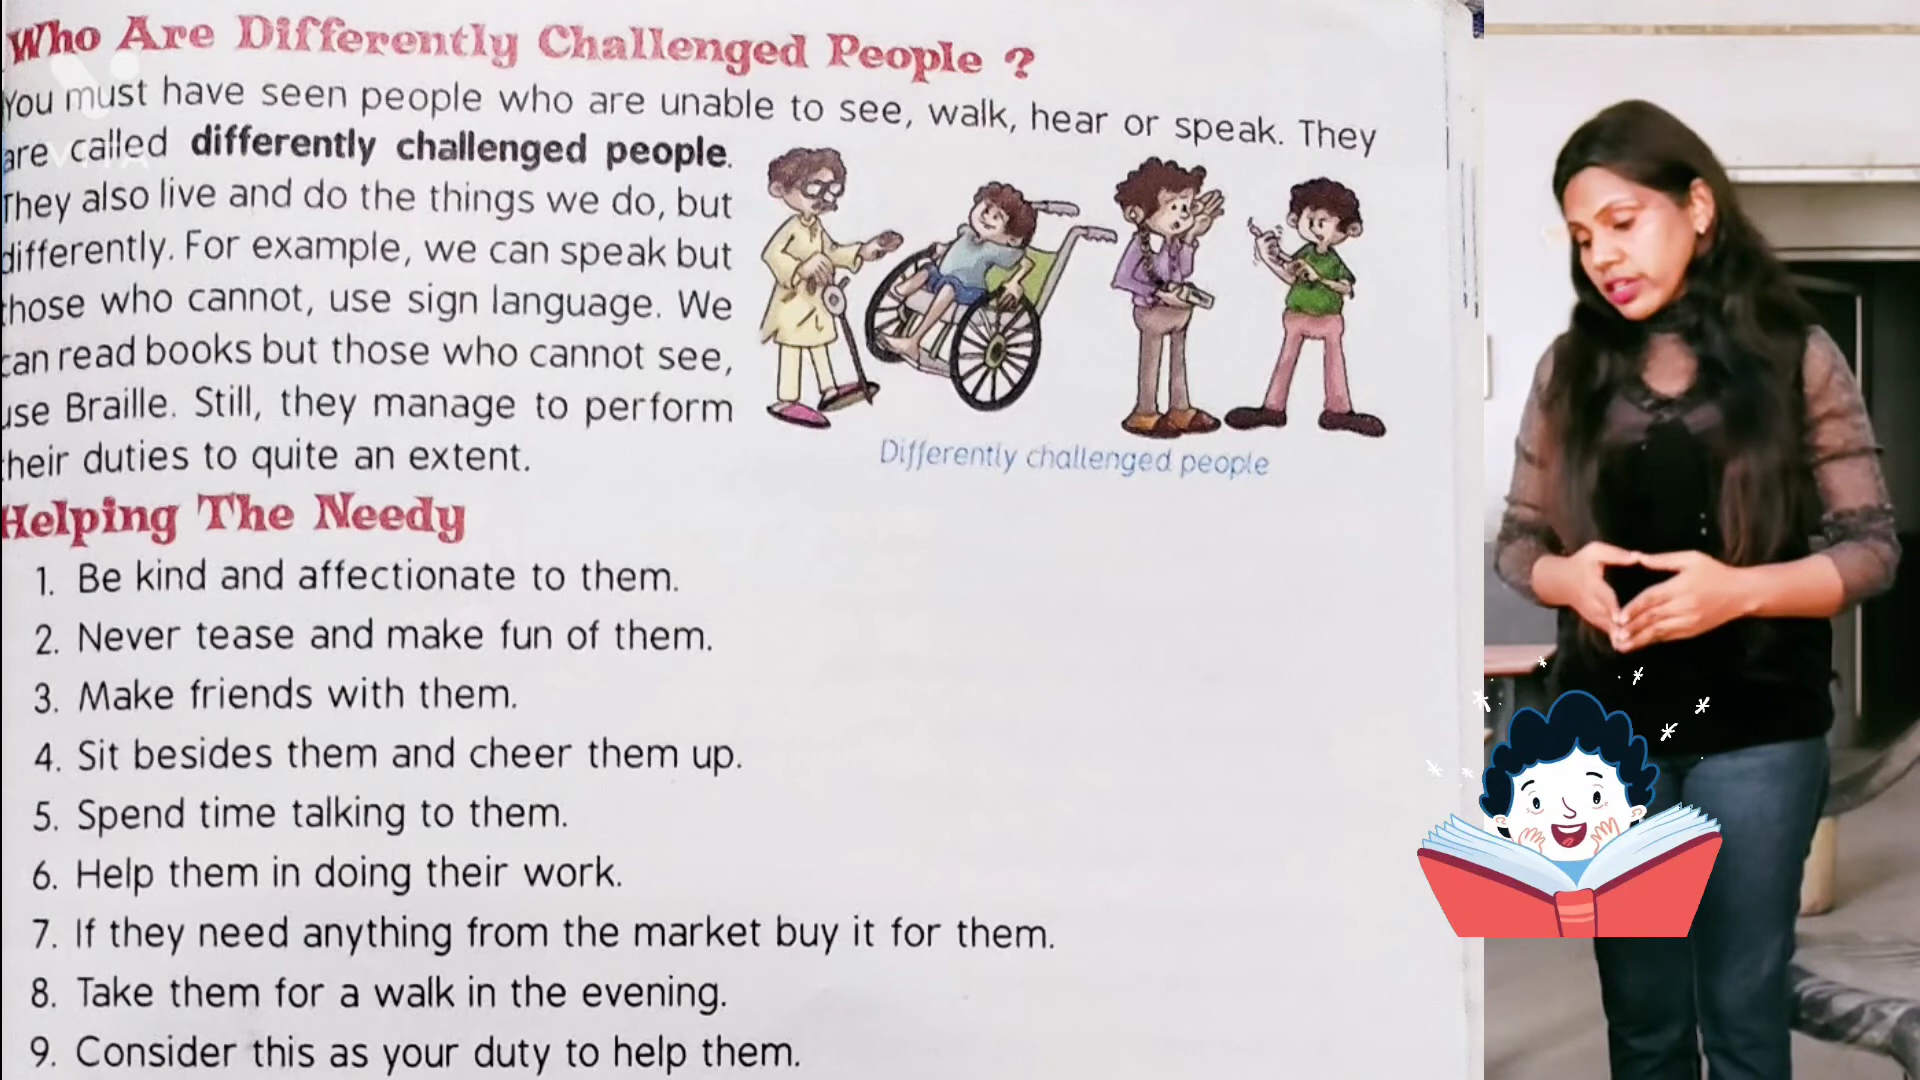 Who Are Differently Challenged People ?
You must have seen people who are unable to see, walk, hear or speak. They
are called differently challenged people.
They also live and do the things we do, but
differently. For example, we can speak but
those who cannot, use sign language. We
can read books but those who cannot see,
use Braille. Still, they manage to perform
their duties to quite an extent.
Differently challenged people
Helping The Needy
1. Be kind and affectionate to them.
2. Never tease and make fun of them.
3. Make friends with them.
4. Sit besides them and cheer them up.
5. Spend time talking to them.
6. Help them in doing their work.
7. If they need anything from the market buy it for them.
8. Take them for a walk in the evening.
9. Consider this as your duty to help them.